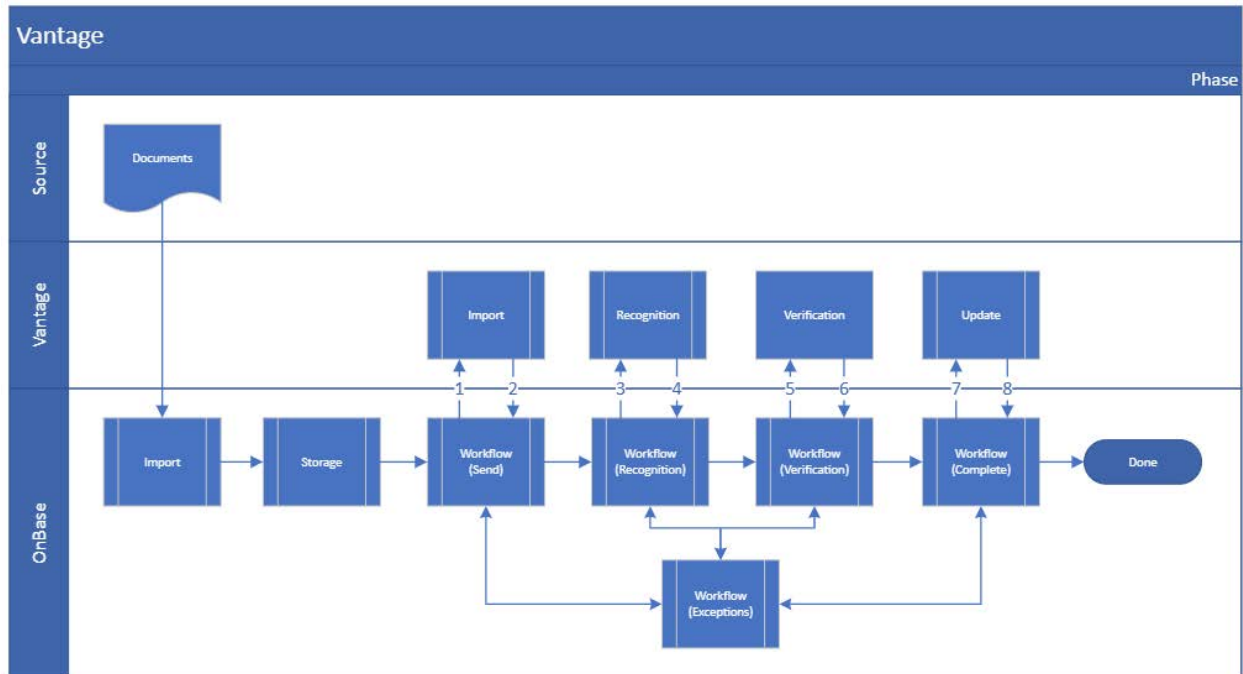 Vantage
Phase
Source
Documents
Vantage
Import
Recognition
Verification
Update
1
2
3
4
5
6
7
8
OnBase
Import
Storage
Workflow
(Send)
Workflow
(Recognition)
Workflow
(Verification)
Workflow
(Complete)
Done
Workflow
(Exceptions)